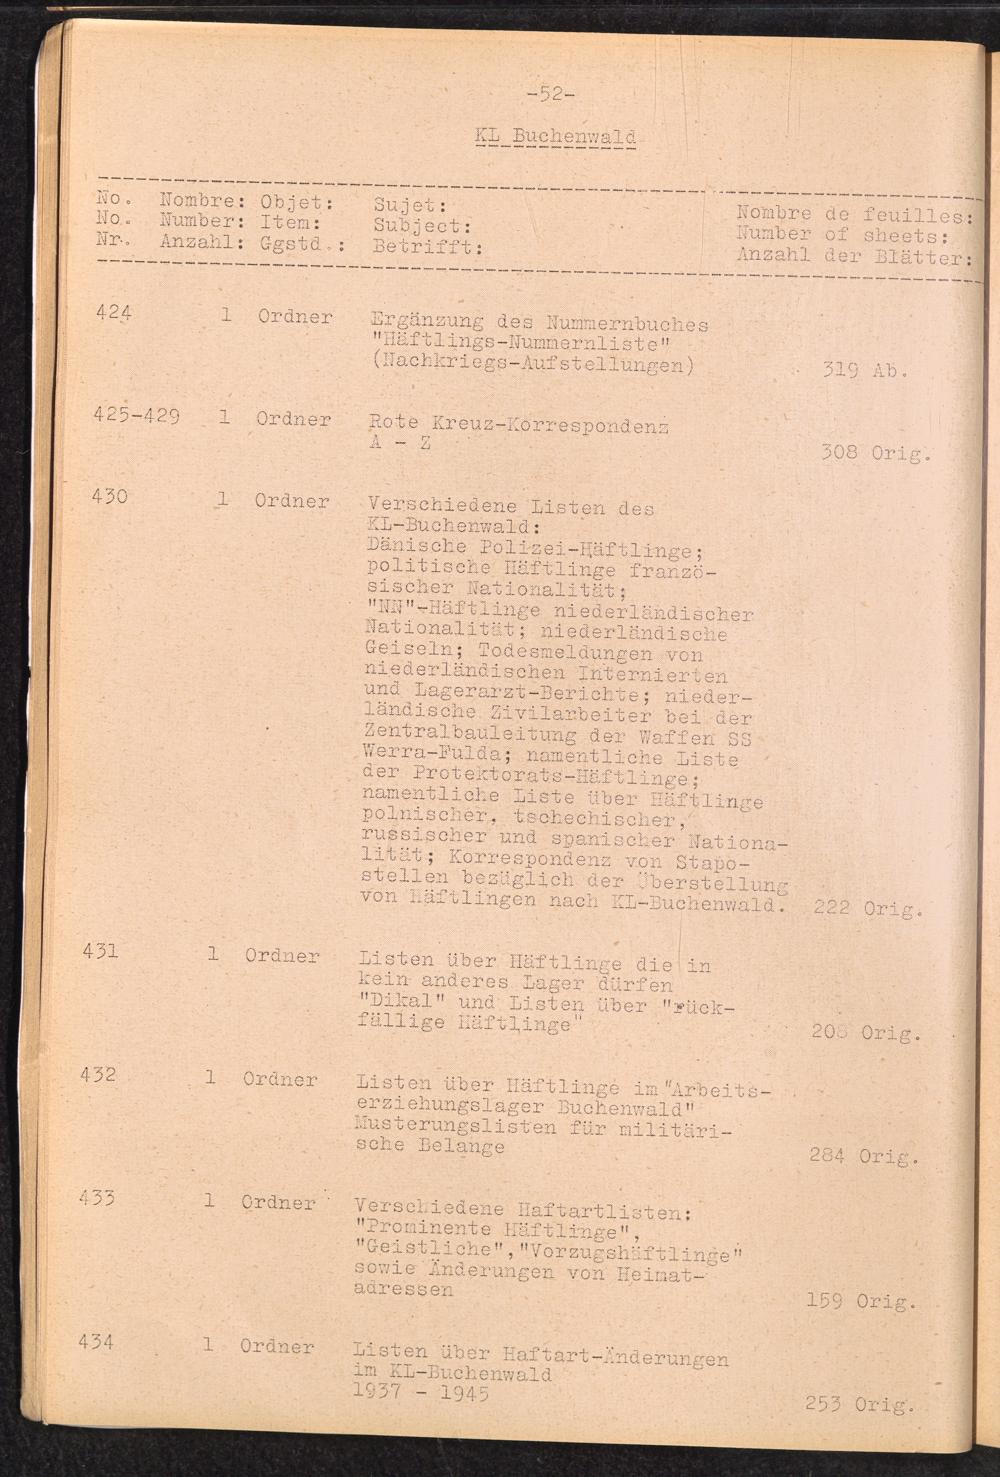 -52-
KL Buchenwald
No. Nombre: Objet: Sujet: Nombre de feuilles:
No. Number: Item: Subject: Number of sheets:
Nr. Anzahl: Ggstd.: Betrifft: Anzahl der Blätter:
424 1 Ordner Ergänzung des Nummernbuches
"Häftlings-Nummernliste"
(Nachkriegs-Aufstellungen) 319 Ab.
425-429 1 Ordner Rote Kreuz-Korrespondenz
A - Z 308 Orig.
430 1 Ordner Verschiedene Listen des
KL-Buchenwald:
Dänische Polizei-Häftlinge;
politische Häftlinge franzö-
sischer Nationalität;
"NN"-Häftlinge niederländischer
Nationalität; niederländische
Geiseln; Todesmeldungen von
niederländischen Internierten
und Lagerarzt-Berichte; nieder-
ländische Zivilarbeiter bei der
Zentralbauleitung der Waffen SS
Werra-Fulda; namentliche Liste
der Protektorats-Häftlinge;
namentliche Liste über Häftlinge
polnischer, tschechischer,
russischer und spanischer Nationa-
lität; Korrespondenz von Stapo-
stellen bezüglich der Überstellung
von Häftlingen nach KL-Buchenwald. 222 Orig.
431 1 Ordner Listen über Häftlinge die in
kein anderes Lager dürfen
"Dikal" und Listen über "rück-
fällige Häftlinge" Orig.
432 1 Ordner Listen über Häftlinge im "Arbeits-
erziehungslager Buchenwald"
Musterungslisten für militäri-
sche Belange 284 Orig.
433 1 Ordner Verschiedene Haftartlisten:
"Prominente Häftlinge",
"Geistliche","Vorzugshäftlinge"
sowie Änderungen von Heimat-
adressen 159 Orig.
434 1 Ordner Listen über Haftart-Änderungen
im KL-Buchenwald
1937 - 1945 253 Orig.